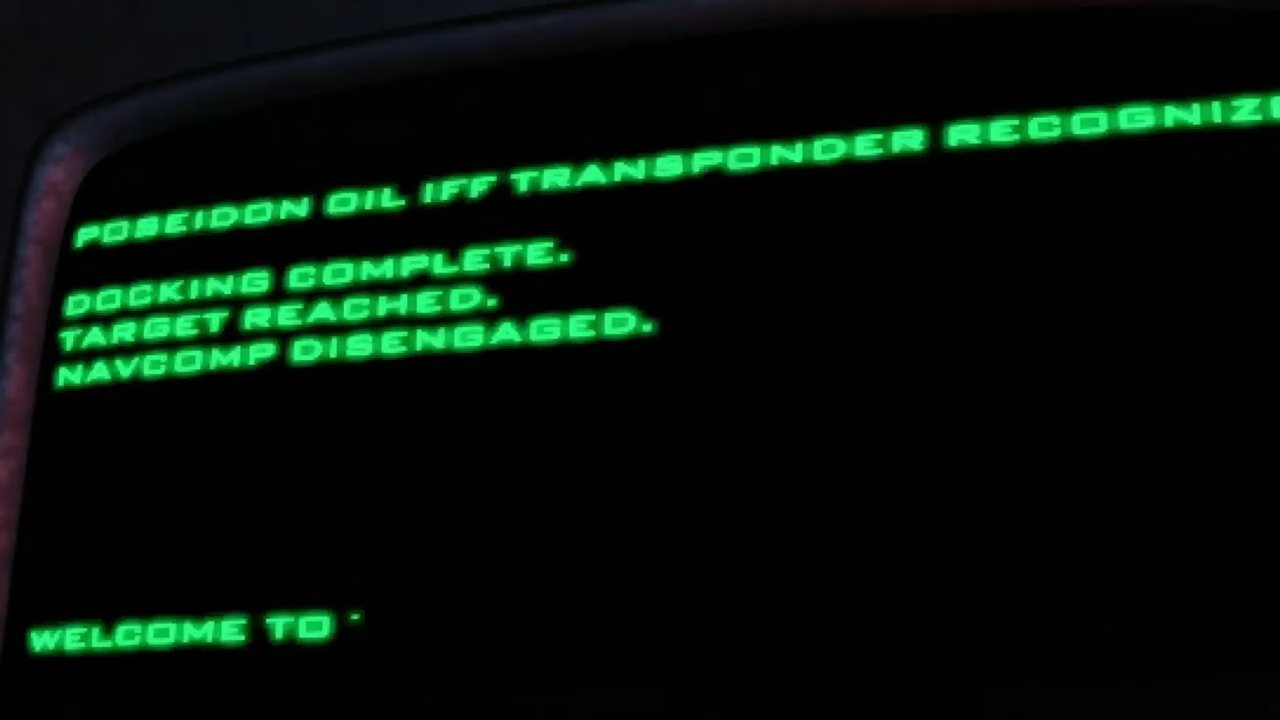 POSEIDON OIL IFF TRANSPONDER RECOGNIZE
DOCKING COMPLETE.
TARGET REACHED.
NAVCOMP DISENGAGED.
WELCOME TO